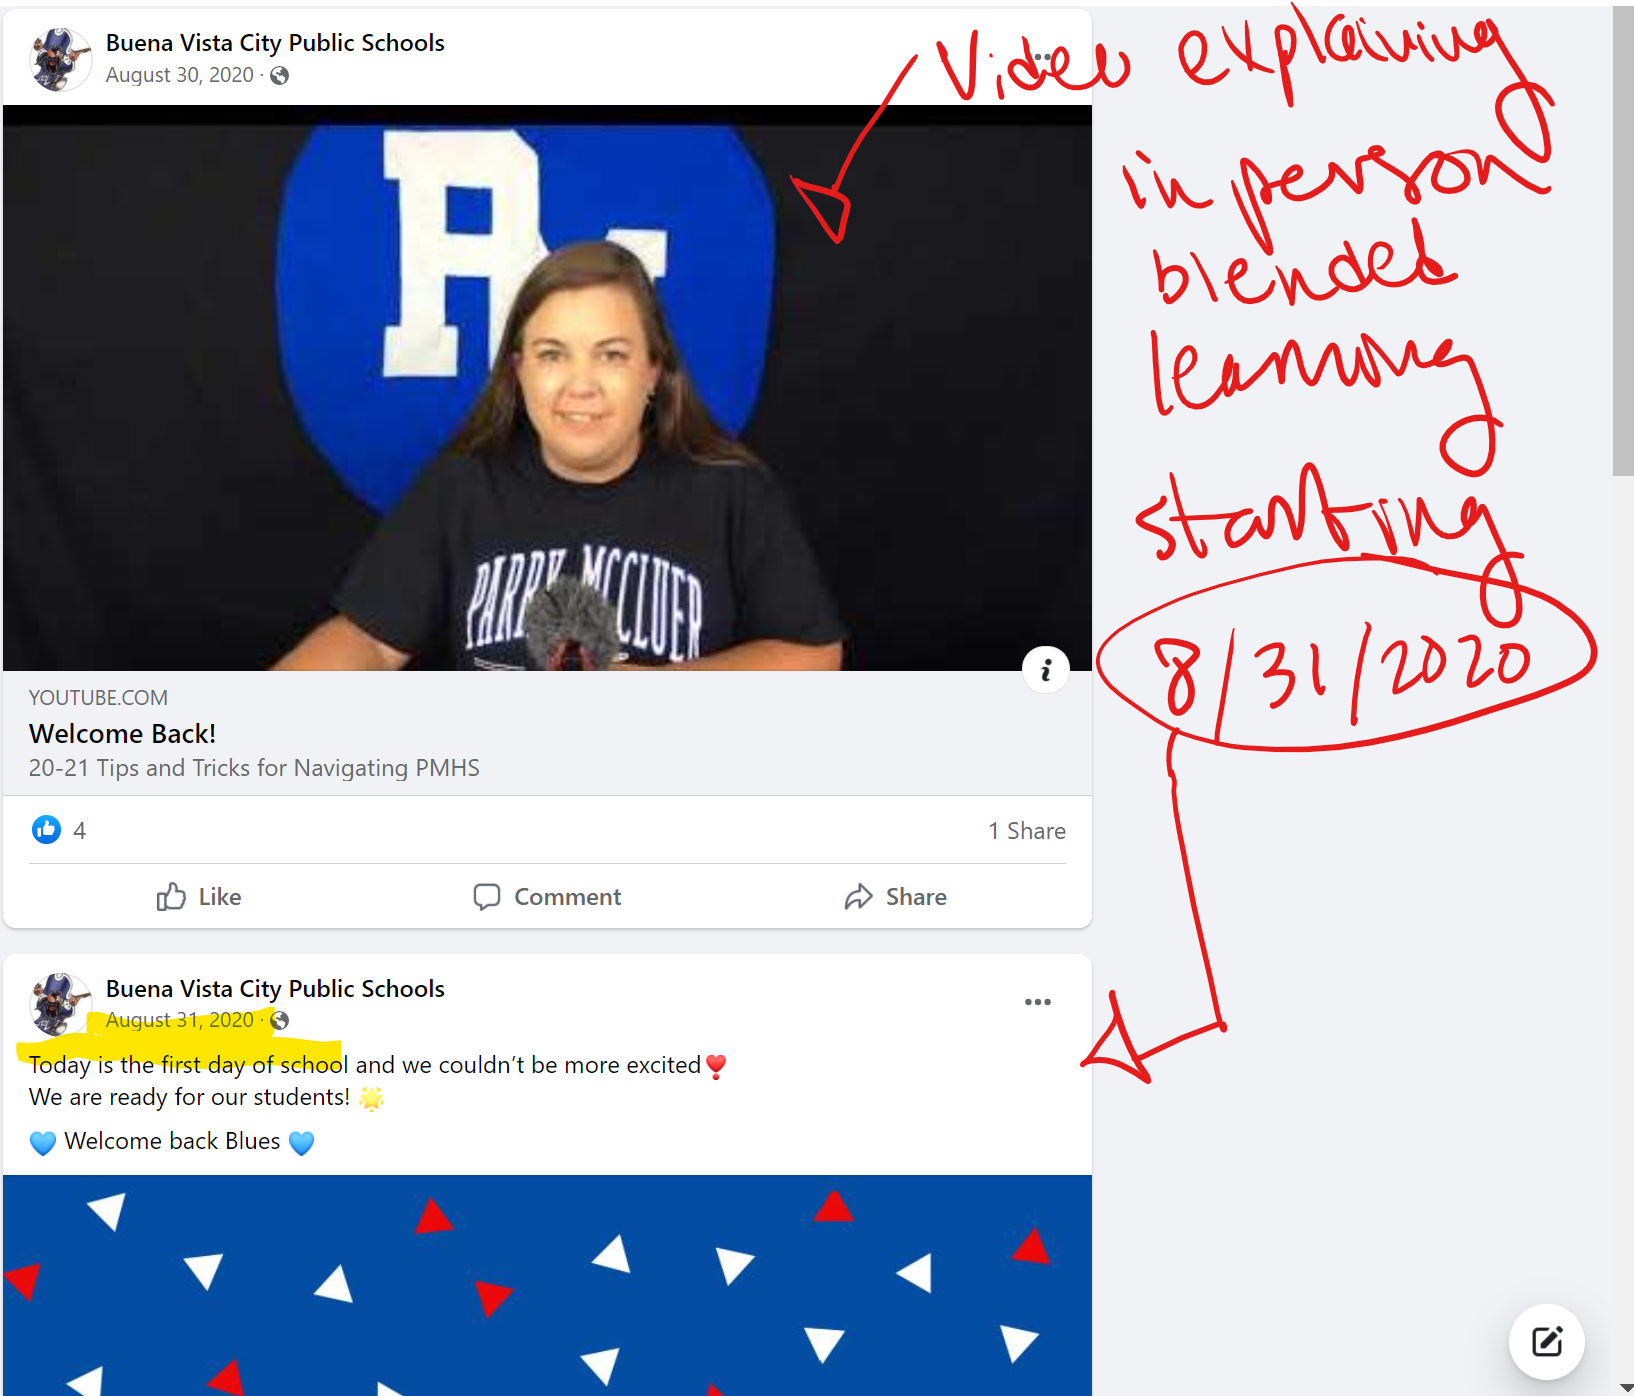 Buena Vista City Public Schools
August 30, 2020 ·
Video explaining
in person
blended
learning
starting
8/31/2020
BV
PARRY MCCLUER
YOUTUBE.COM
Welcome Back!
20-21 Tips and Tricks for Navigating PMHS
4
1 Share
Like
Comment
Share
Buena Vista City Public Schools
August 31, 2020 ·
Today is the first day of school and we couldn’t be more excited❣️
We are ready for our students! 🌟
💙 Welcome back Blues 💙